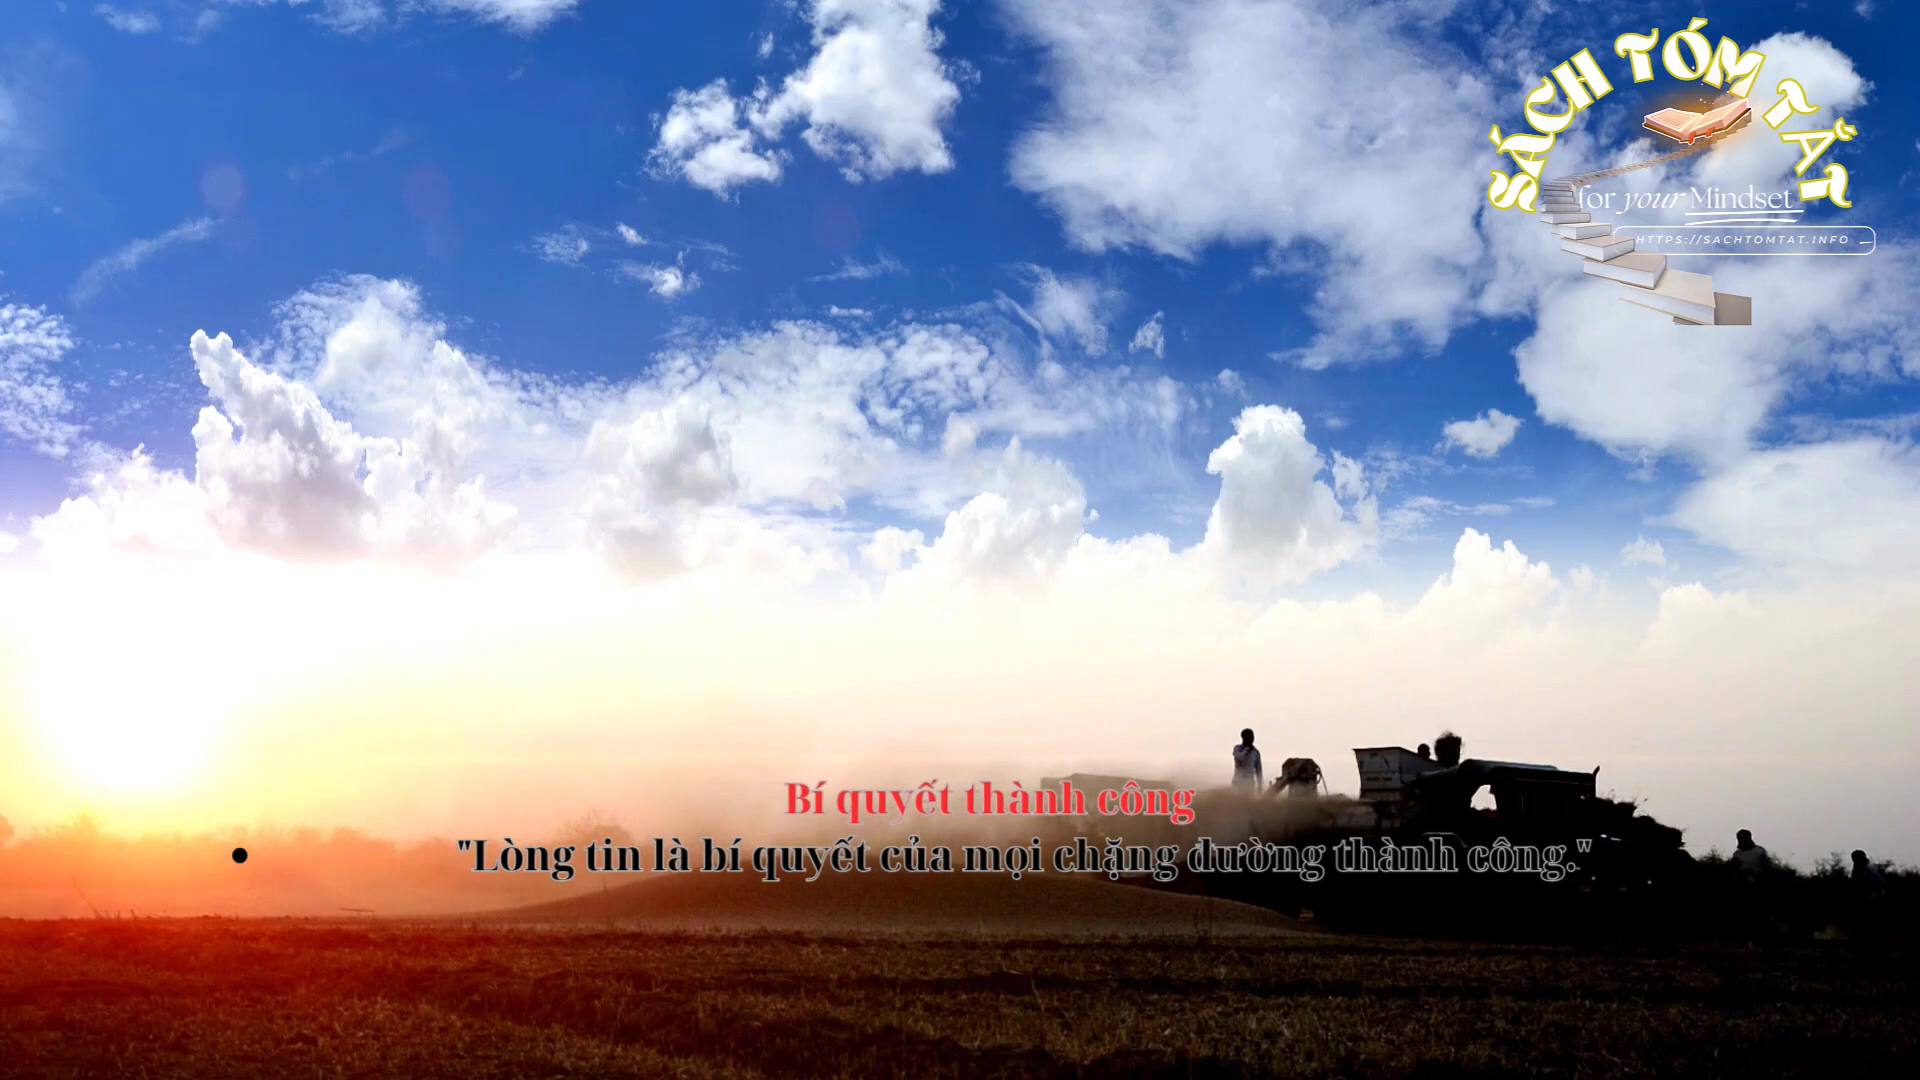 SÁCH TÓM TẮT
for your Mindset
HTTPS://SACHTOMTAT.INFO
Bí quyết thành công
"Lòng tin là bí quyết của mọi chặng đường thành công."